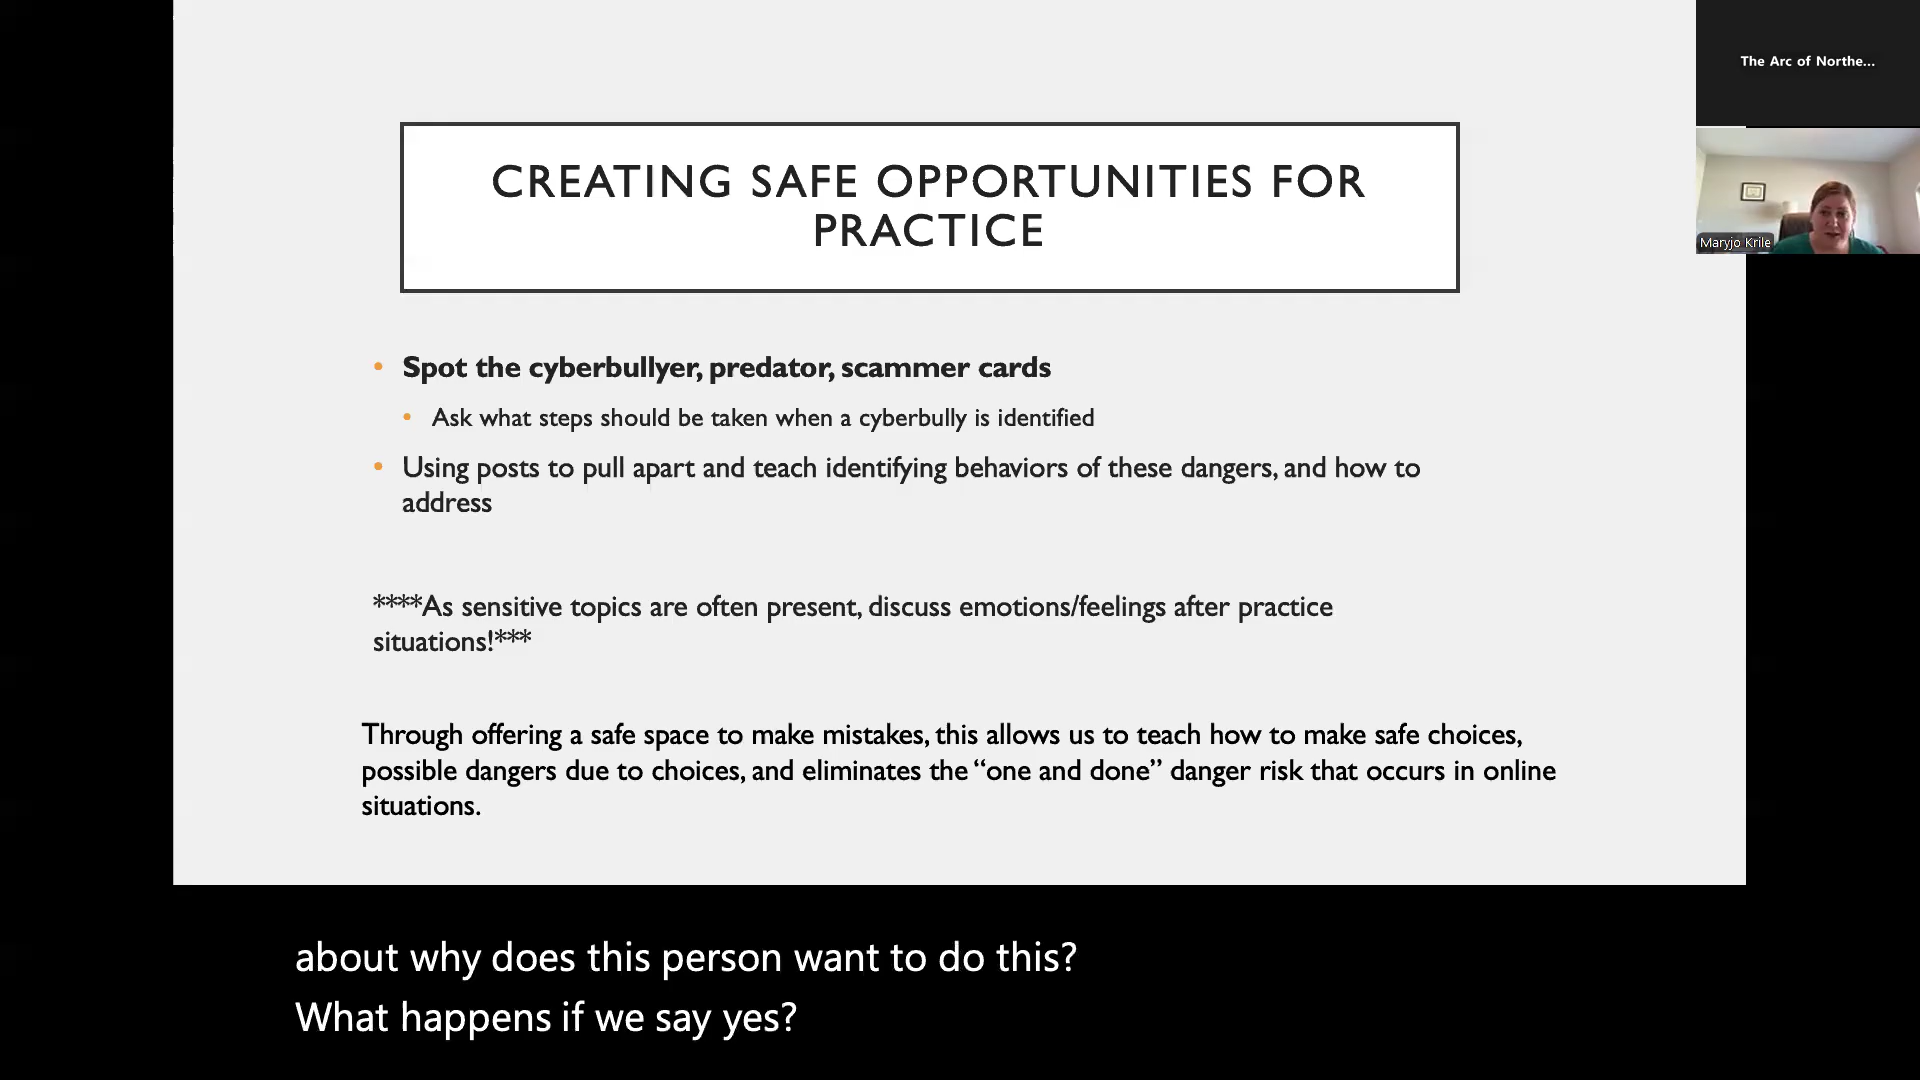 The Arc of Northe...
Maryjo Krile
CREATING SAFE OPPORTUNITIES FOR
PRACTICE
• Spot the cyberbullyer, predator, scammer cards
• Ask what steps should be taken when a cyberbully is identified
• Using posts to pull apart and teach identifying behaviors of these dangers, and how to
address
****As sensitive topics are often present, discuss emotions/feelings after practice
situations!***
Through offering a safe space to make mistakes, this allows us to teach how to make safe choices,
possible dangers due to choices, and eliminates the “one and done” danger risk that occurs in online
situations.
about why does this person want to do this?
What happens if we say yes?